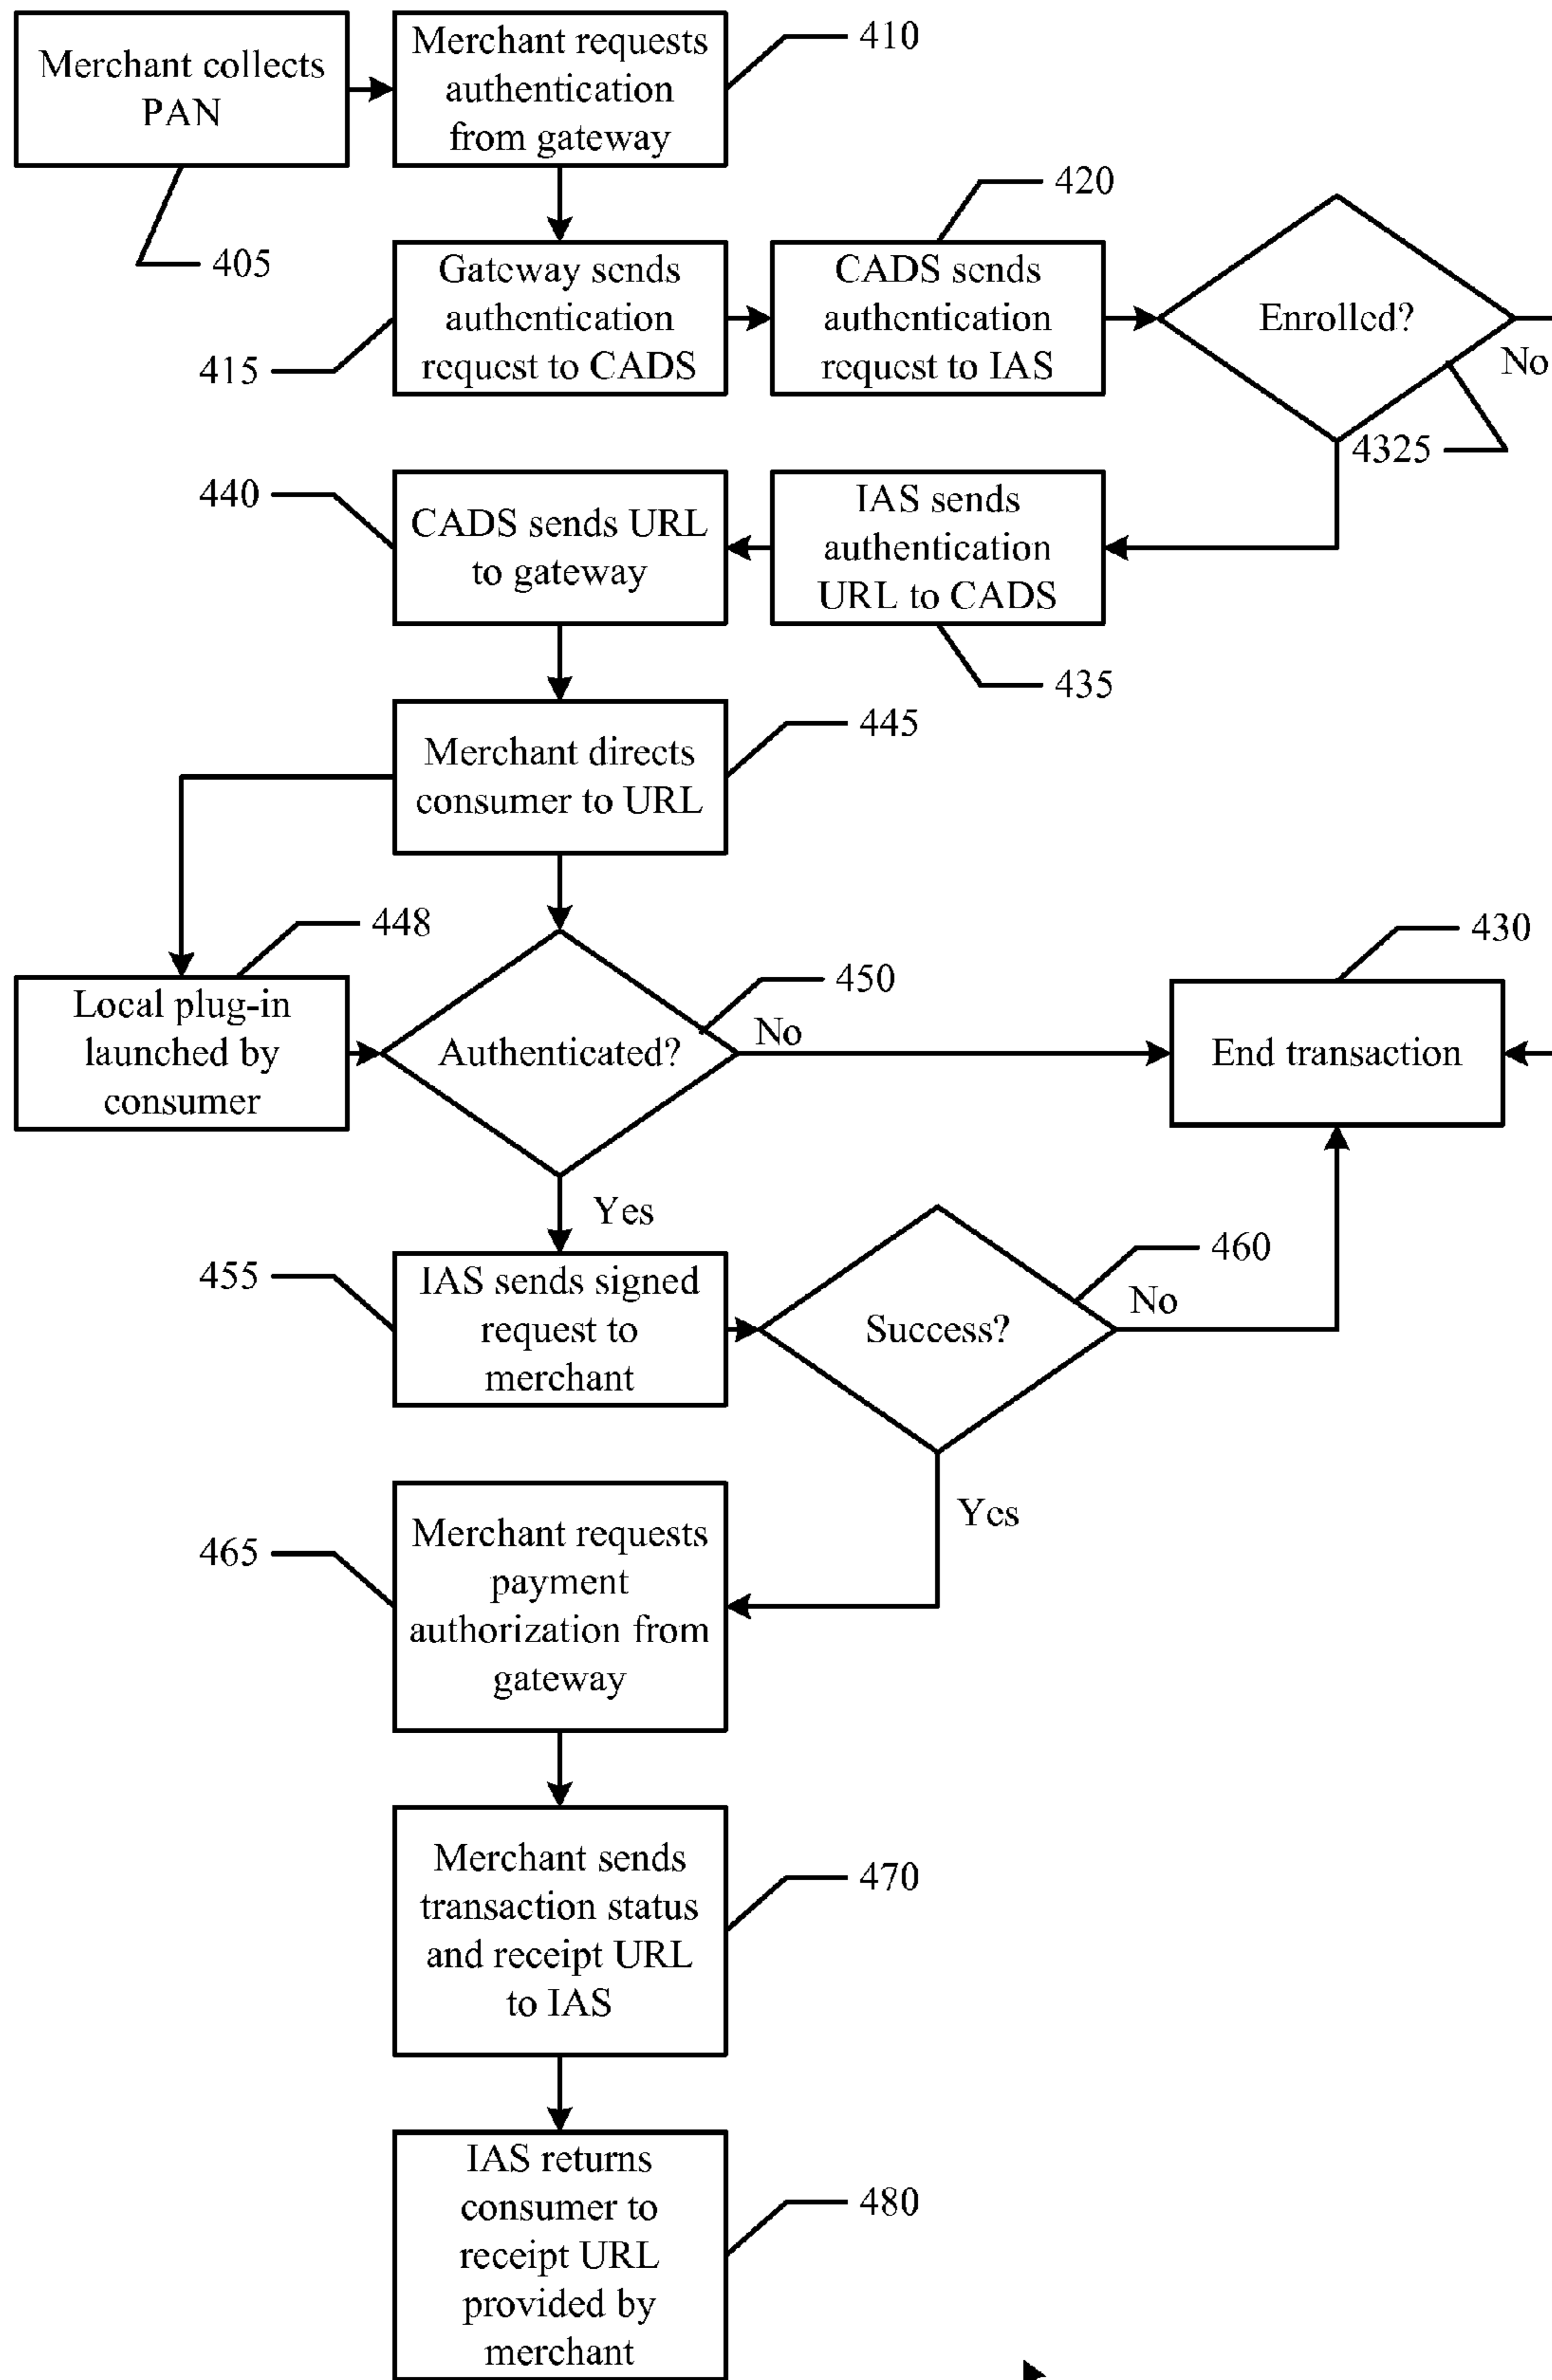 Merchant collects
PAN
Merchant requests
authentication
from gateway
410
405
420
Gateway sends
authentication
request to CADS
CADS sends
authentication
request to IAS
Enrolled?
No
415
4325
440
CADS sends URL
to gateway
IAS sends
authentication
URL to CADS
435
445
Merchant directs
consumer to URL
448
430
Local plug-in
launched by
consumer
450
Authenticated?
No
End transaction
Yes
460
455
IAS sends signed
request to
merchant
Success?
No
Yes
465
Merchant requests
payment
authorization from
gateway
470
Merchant sends
transaction status
and receipt URL
to IAS
480
IAS returns
consumer to
receipt URL
provided by
merchant